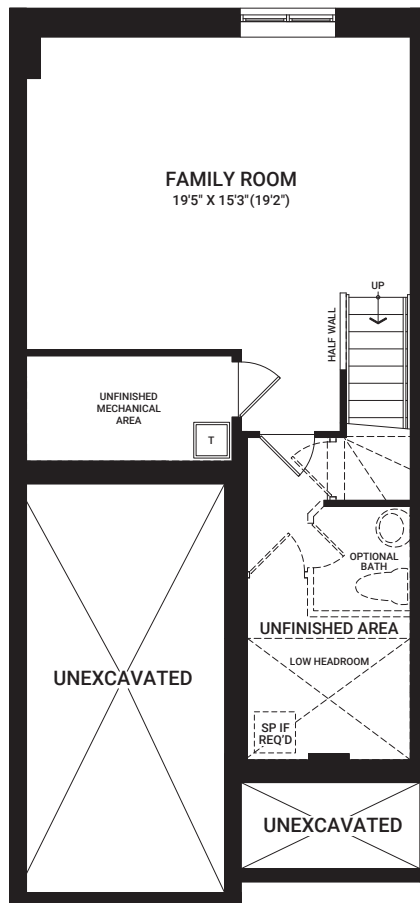 FAMILY ROOM
19'5" X 15'3"(19'2")
UP
HALF WALL
UNFINISHED
MECHANICAL
AREA
T
OPTIONAL
BATH
UNFINISHED AREA
LOW HEADROOM
UNEXCAVATED
SP IF
REQ'D
UNEXCAVATED